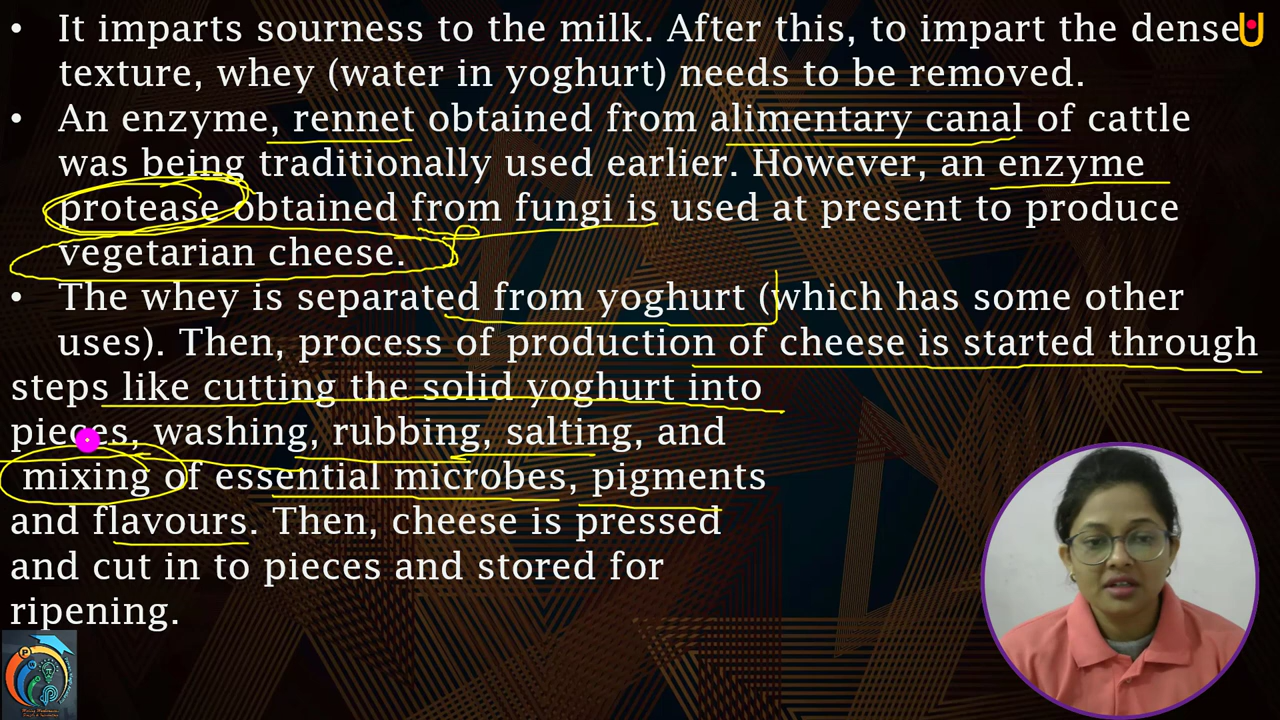 • It imparts sourness to the milk. After this, to impart the dense
texture, whey (water in yoghurt) needs to be removed.
• An enzyme, rennet obtained from alimentary canal of cattle
was being traditionally used earlier. However, an enzyme
protease obtained from fungi is used at present to produce
vegetarian cheese.
• The whey is separated from yoghurt (which has some other
uses). Then, process of production of cheese is started through
steps like cutting the solid yoghurt into
pieces, washing, rubbing, salting, and
mixing of essential microbes, pigments
and flavours. Then, cheese is pressed
and cut in to pieces and stored for
ripening.